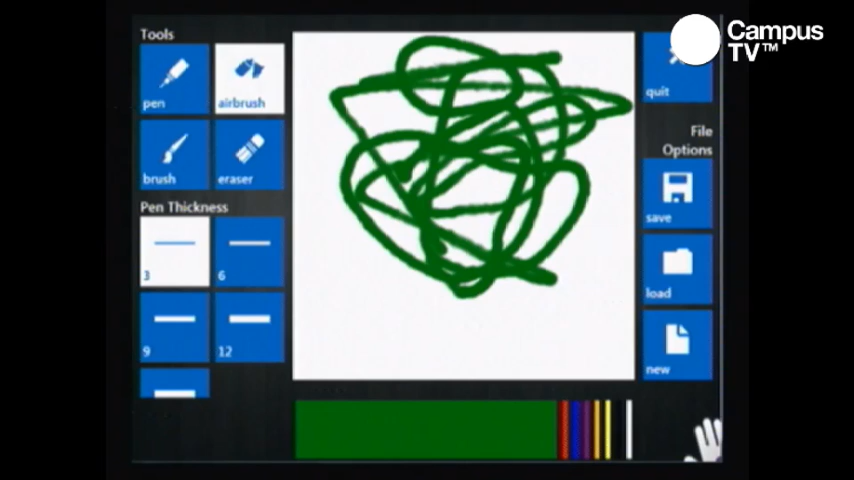 Tools
pen
airbrush
brush
eraser
Pen Thickness
3
6
9
12
quit
File
Options
save
load
new
Campus
TV™